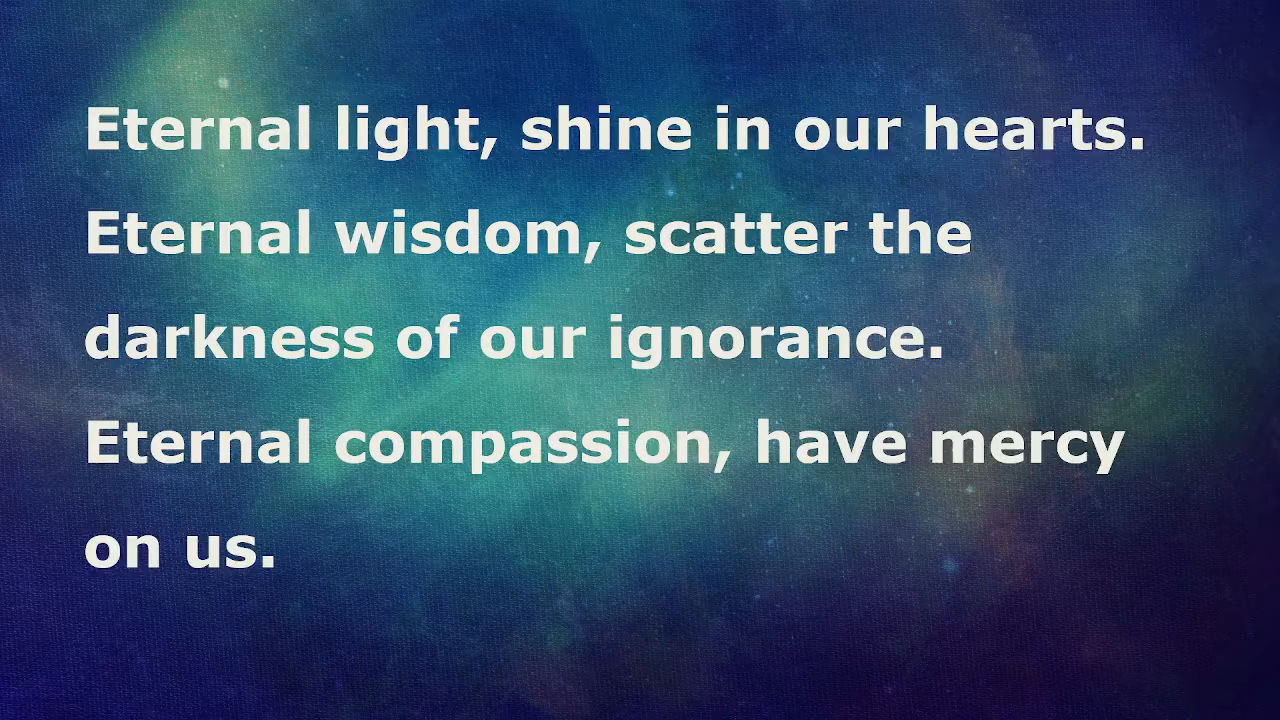 Eternal light, shine in our hearts.
Eternal wisdom, scatter the
darkness of our ignorance.
Eternal compassion, have mercy
on us.